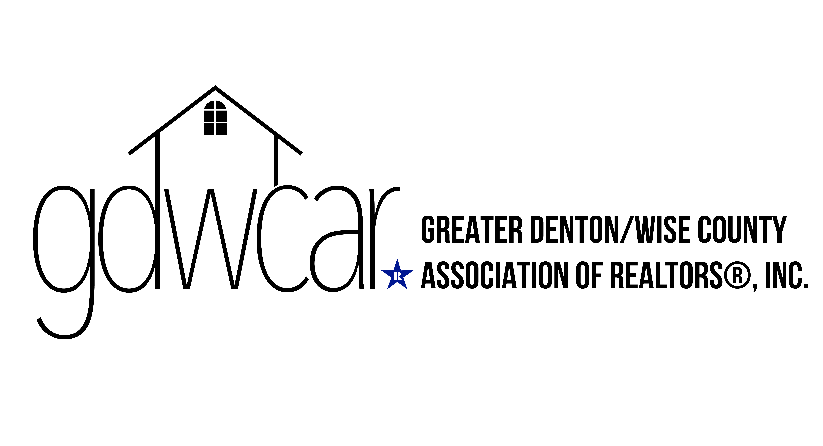 gdwcar
GREATER DENTON/WISE COUNTY
ASSOCIATION OF REALTORS®, INC.